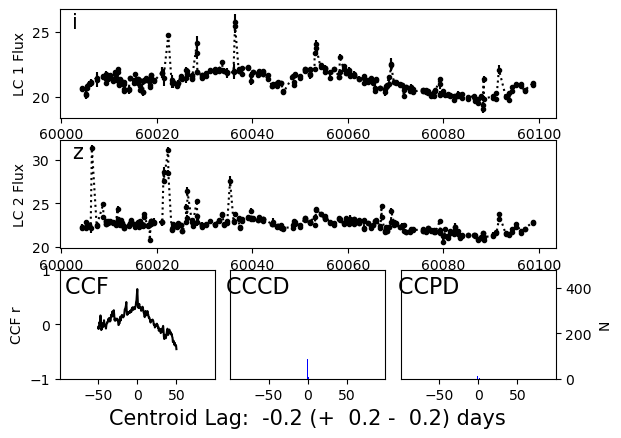 i
LC 1 Flux
25
20
60000 60020 60040 60060 60080 60100
z
LC 2 Flux
30
25
20
60000 60020 60040 60060 60080 60100
CCF CCCD CCPD
CCF r
1
0
−1
400
200
0
N
−50 0 50 −50 0 50 −50 0 50
Centroid Lag: -0.2 (+ 0.2 - 0.2) days